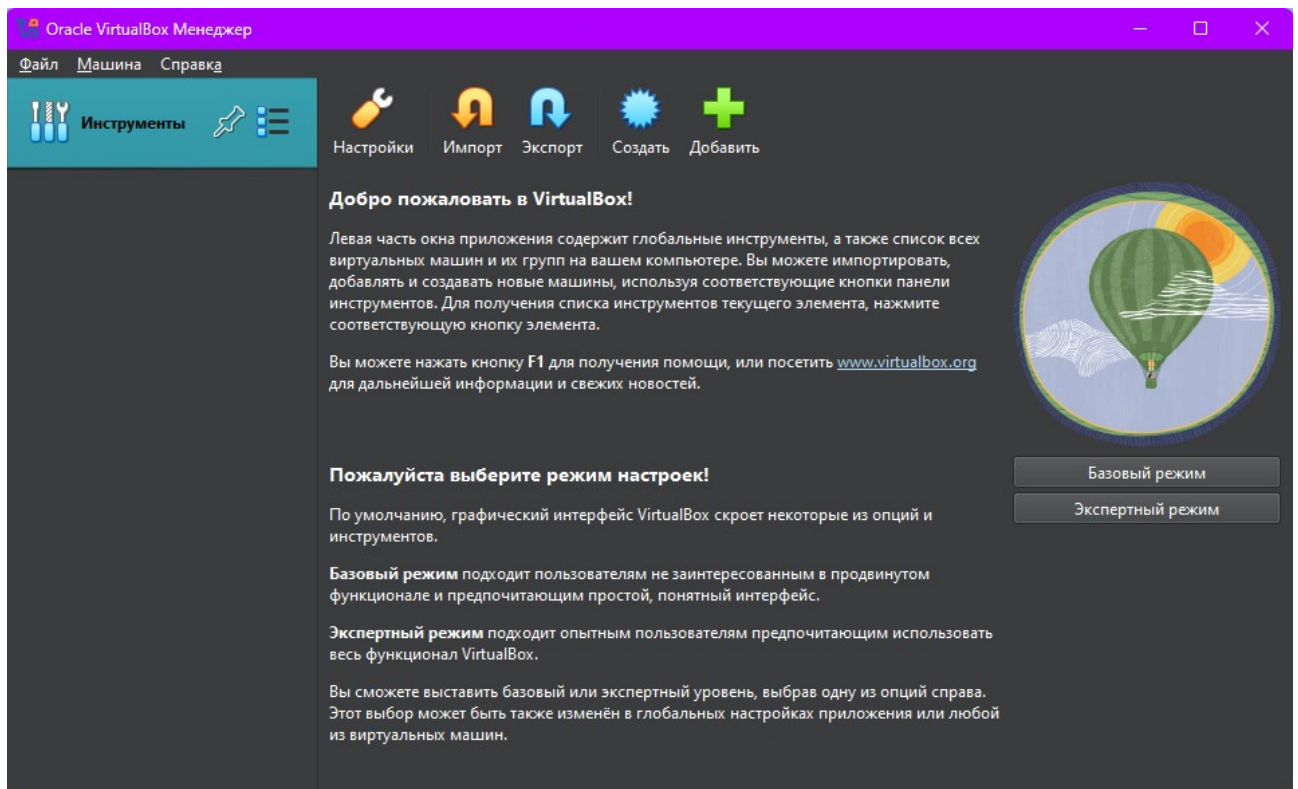 Oracle VirtualBox Менеджер
Файл Машина Справка
Инструменты
Настройки Импорт Экспорт Создать Добавить
Добро пожаловать в VirtualBox!
Левая часть окна приложения содержит глобальные инструменты, а также список всех
виртуальных машин и их групп на вашем компьютере. Вы можете импортировать,
добавлять и создавать новые машины, используя соответствующие кнопки панели
инструментов. Для получения списка инструментов текущего элемента, нажмите
соответствующую кнопку элемента.
Вы можете нажать кнопку F1 для получения помощи, или посетить www.virtualbox.org
для дальнейшей информации и свежих новостей.
Пожалуйста выберите режим настроек!
По умолчанию, графический интерфейс VirtualBox скроет некоторые из опций и
инструментов.
Базовый режим подходит пользователям не заинтересованным в продвинутом
функционале и предпочитающим простой, понятный интерфейс.
Экспертный режим подходит опытным пользователям предпочитающим использовать
весь функционал VirtualBox.
Вы сможете выставить базовый или экспертный уровень, выбрав одну из опций справа.
Этот выбор может быть также изменён в глобальных настройках приложения или любой
из виртуальных машин.
Базовый режим
Экспертный режим